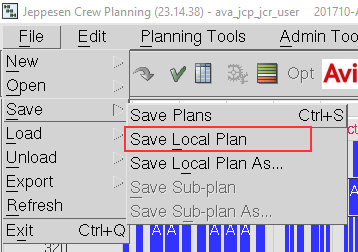 Jeppesen Crew Planning (23.14.38) - ava_jcp_jcr_user 201710-A
File Edit Planning Tools Admin Too
New
Open
Save
Load
Unload
Export
Refresh
Exit Ctrl+Q
Save Plans Ctrl+S
Save Local Plan
Save Local Plan As...
Save Sub-plan
Save Sub-plan As...
Avi
ct
320
A A A